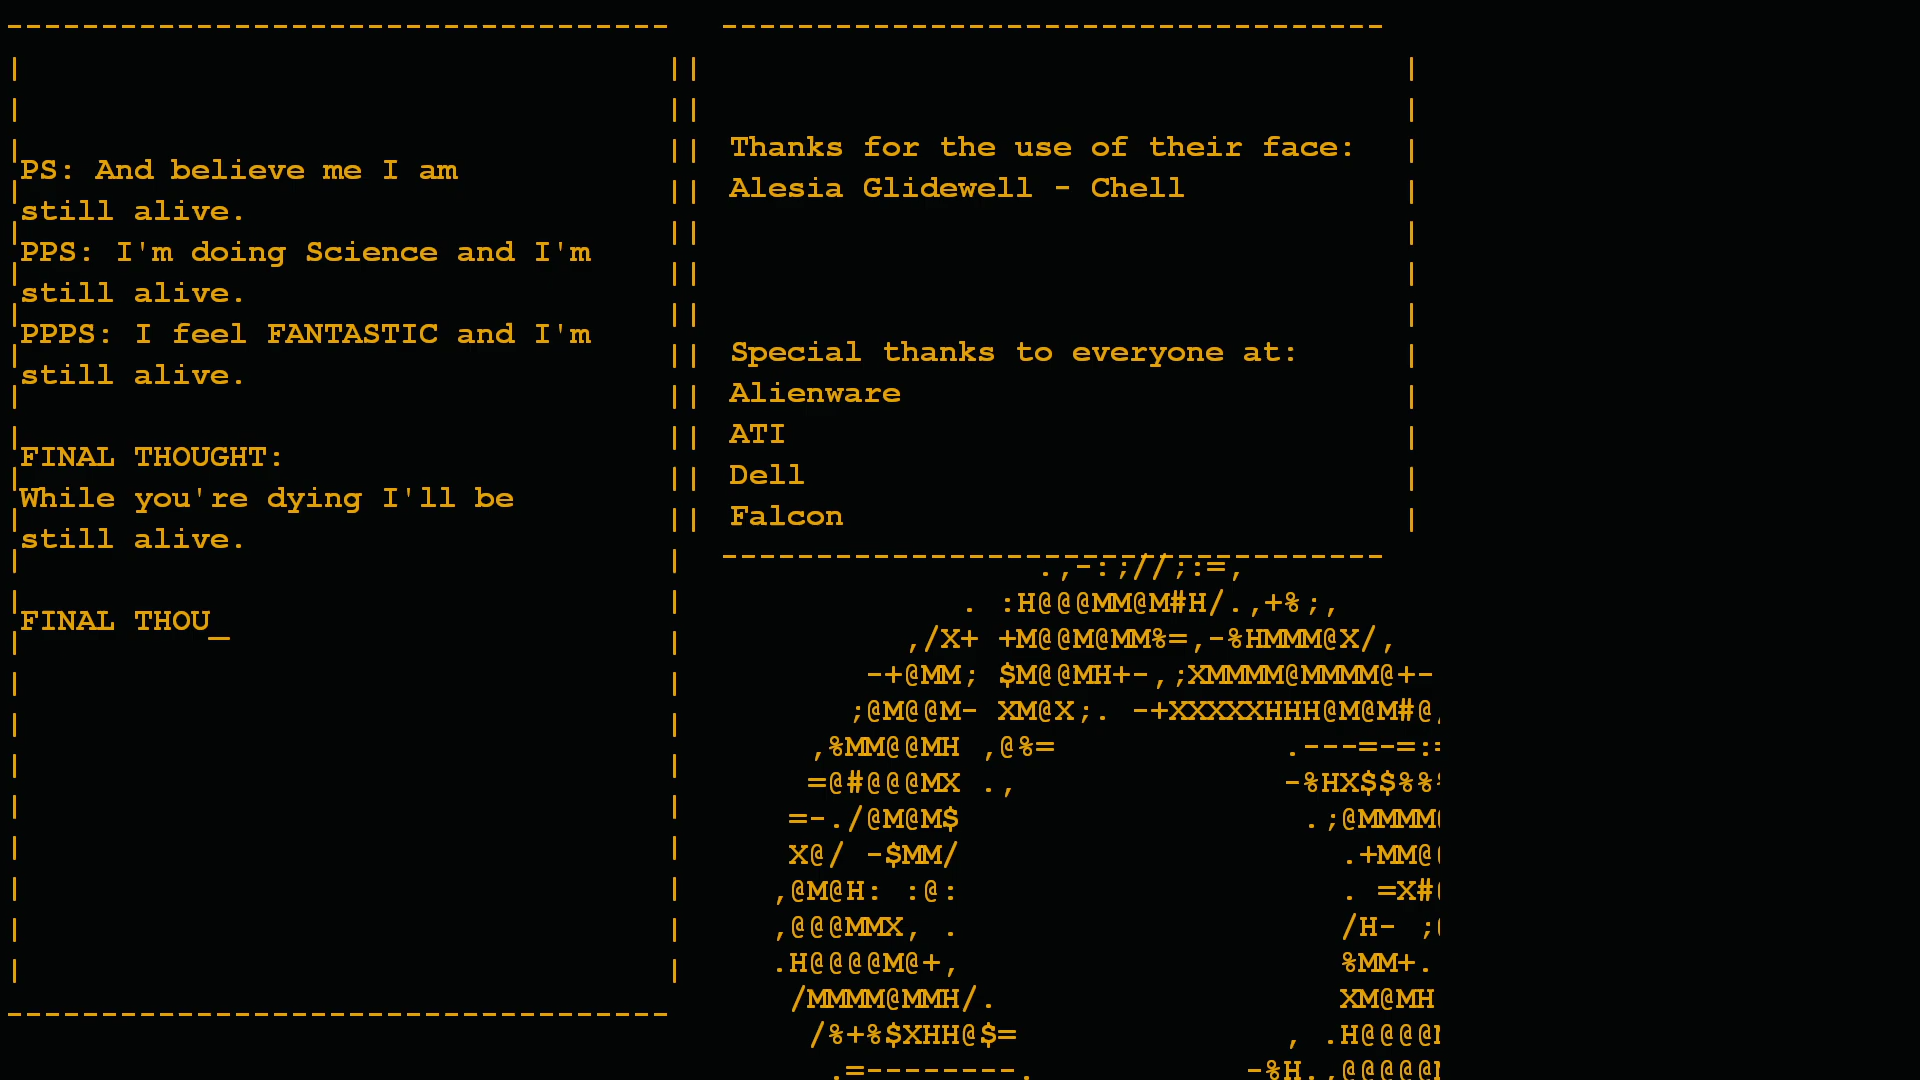 PS: And believe me I am
still alive.
PPS: I'm doing Science and I'm
still alive.
PPPS: I feel FANTASTIC and I'm
still alive.
FINAL THOUGHT:
While you're dying I'll be
still alive.
FINAL THOU_
Thanks for the use of their face:
Alesia Glidewell - Chell
Special thanks to everyone at:
Alienware
ATI
Dell
Falcon